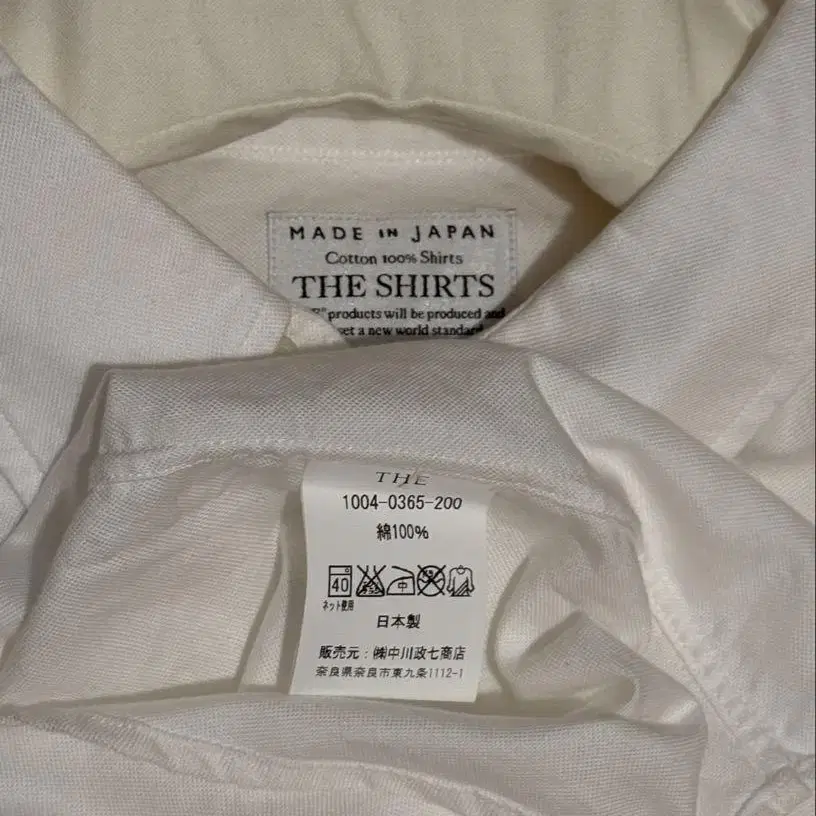 MADE IN JAPAN
Cotton 100% Shirts
THE SHIRTS
products will be produced and
set a new world standard
THE
1004-0365-200
綿100%
40 中
ネット使用
日本製
販売元：㈱中川政七商店
奈良県奈良市東九条1112-1